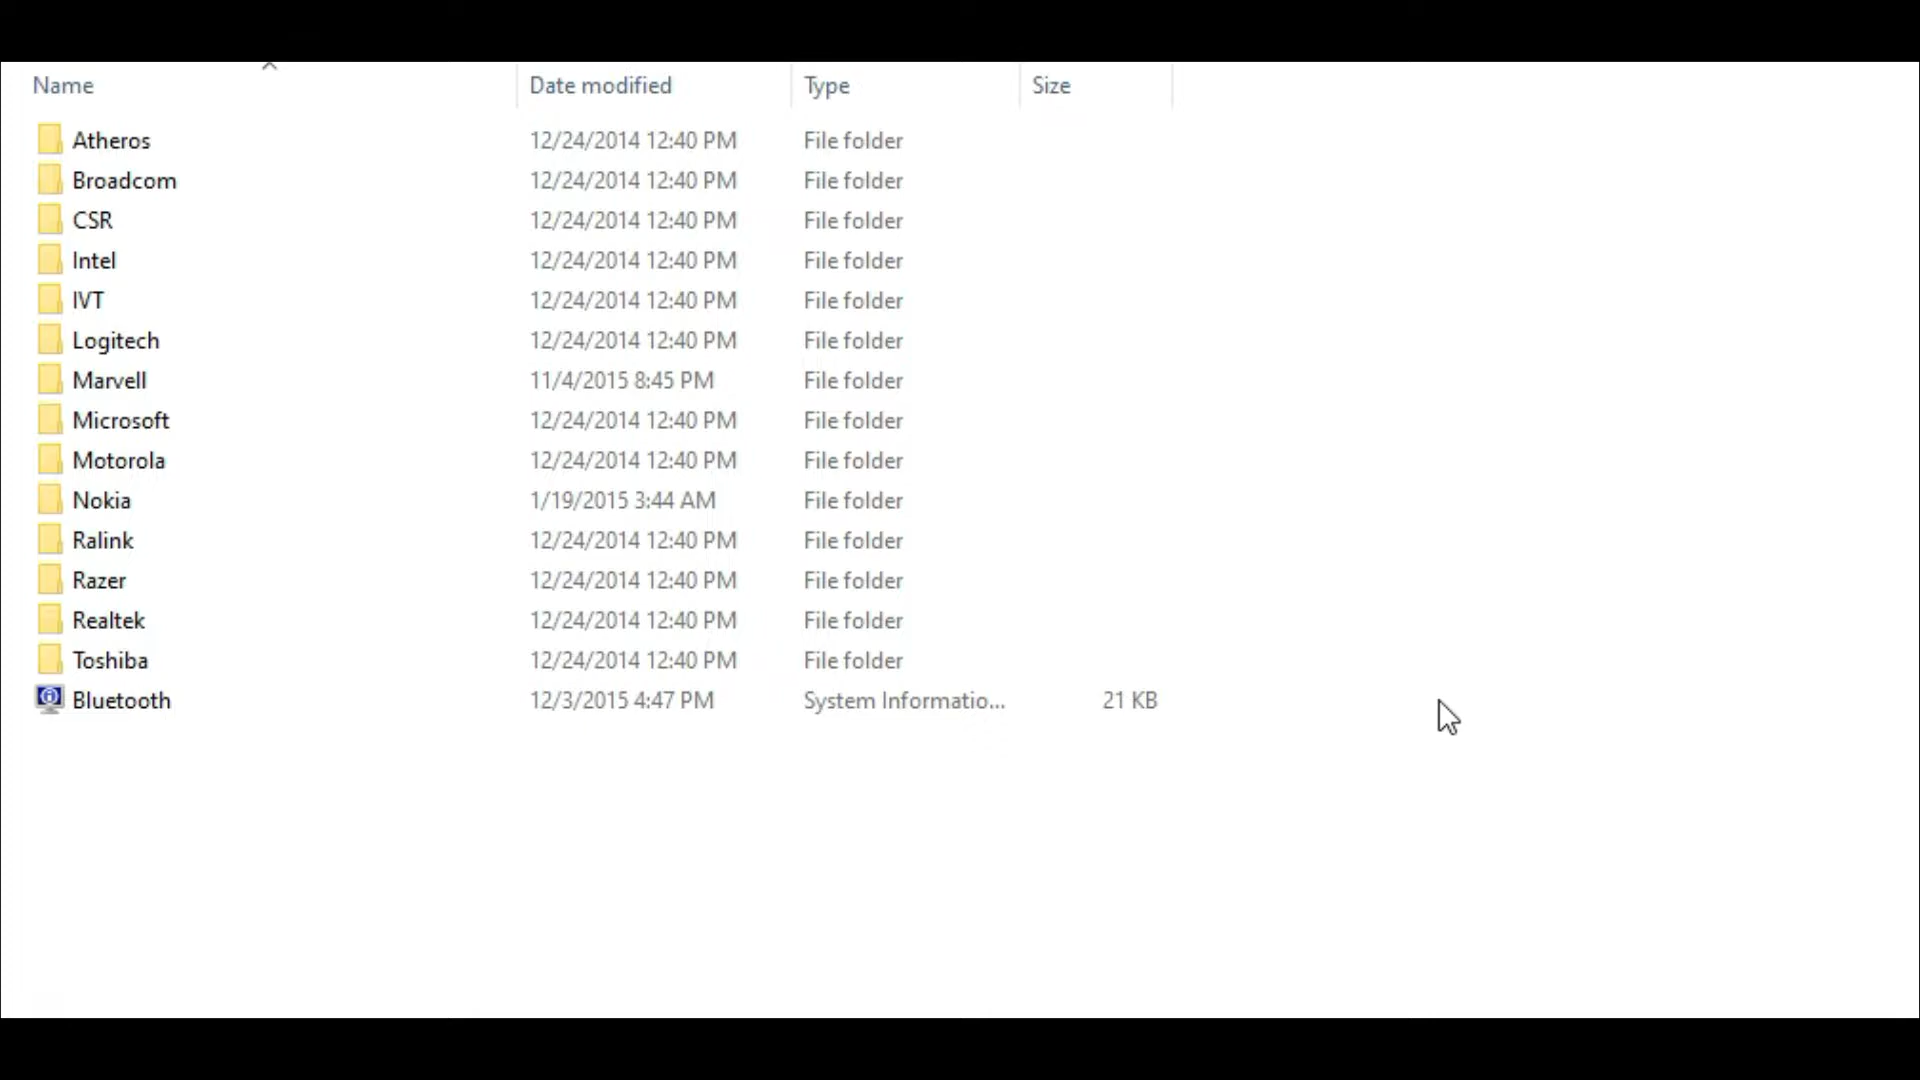 Name Date modified Type Size
Atheros 12/24/2014 12:40 PM File folder
Broadcom 12/24/2014 12:40 PM File folder
CSR 12/24/2014 12:40 PM File folder
Intel 12/24/2014 12:40 PM File folder
IVT 12/24/2014 12:40 PM File folder
Logitech 12/24/2014 12:40 PM File folder
Marvell 11/4/2015 8:45 PM File folder
Microsoft 12/24/2014 12:40 PM File folder
Motorola 12/24/2014 12:40 PM File folder
Nokia 1/19/2015 3:44 AM File folder
Ralink 12/24/2014 12:40 PM File folder
Razer 12/24/2014 12:40 PM File folder
Realtek 12/24/2014 12:40 PM File folder
Toshiba 12/24/2014 12:40 PM File folder
Bluetooth 12/3/2015 4:47 PM System Informatio... 21 KB